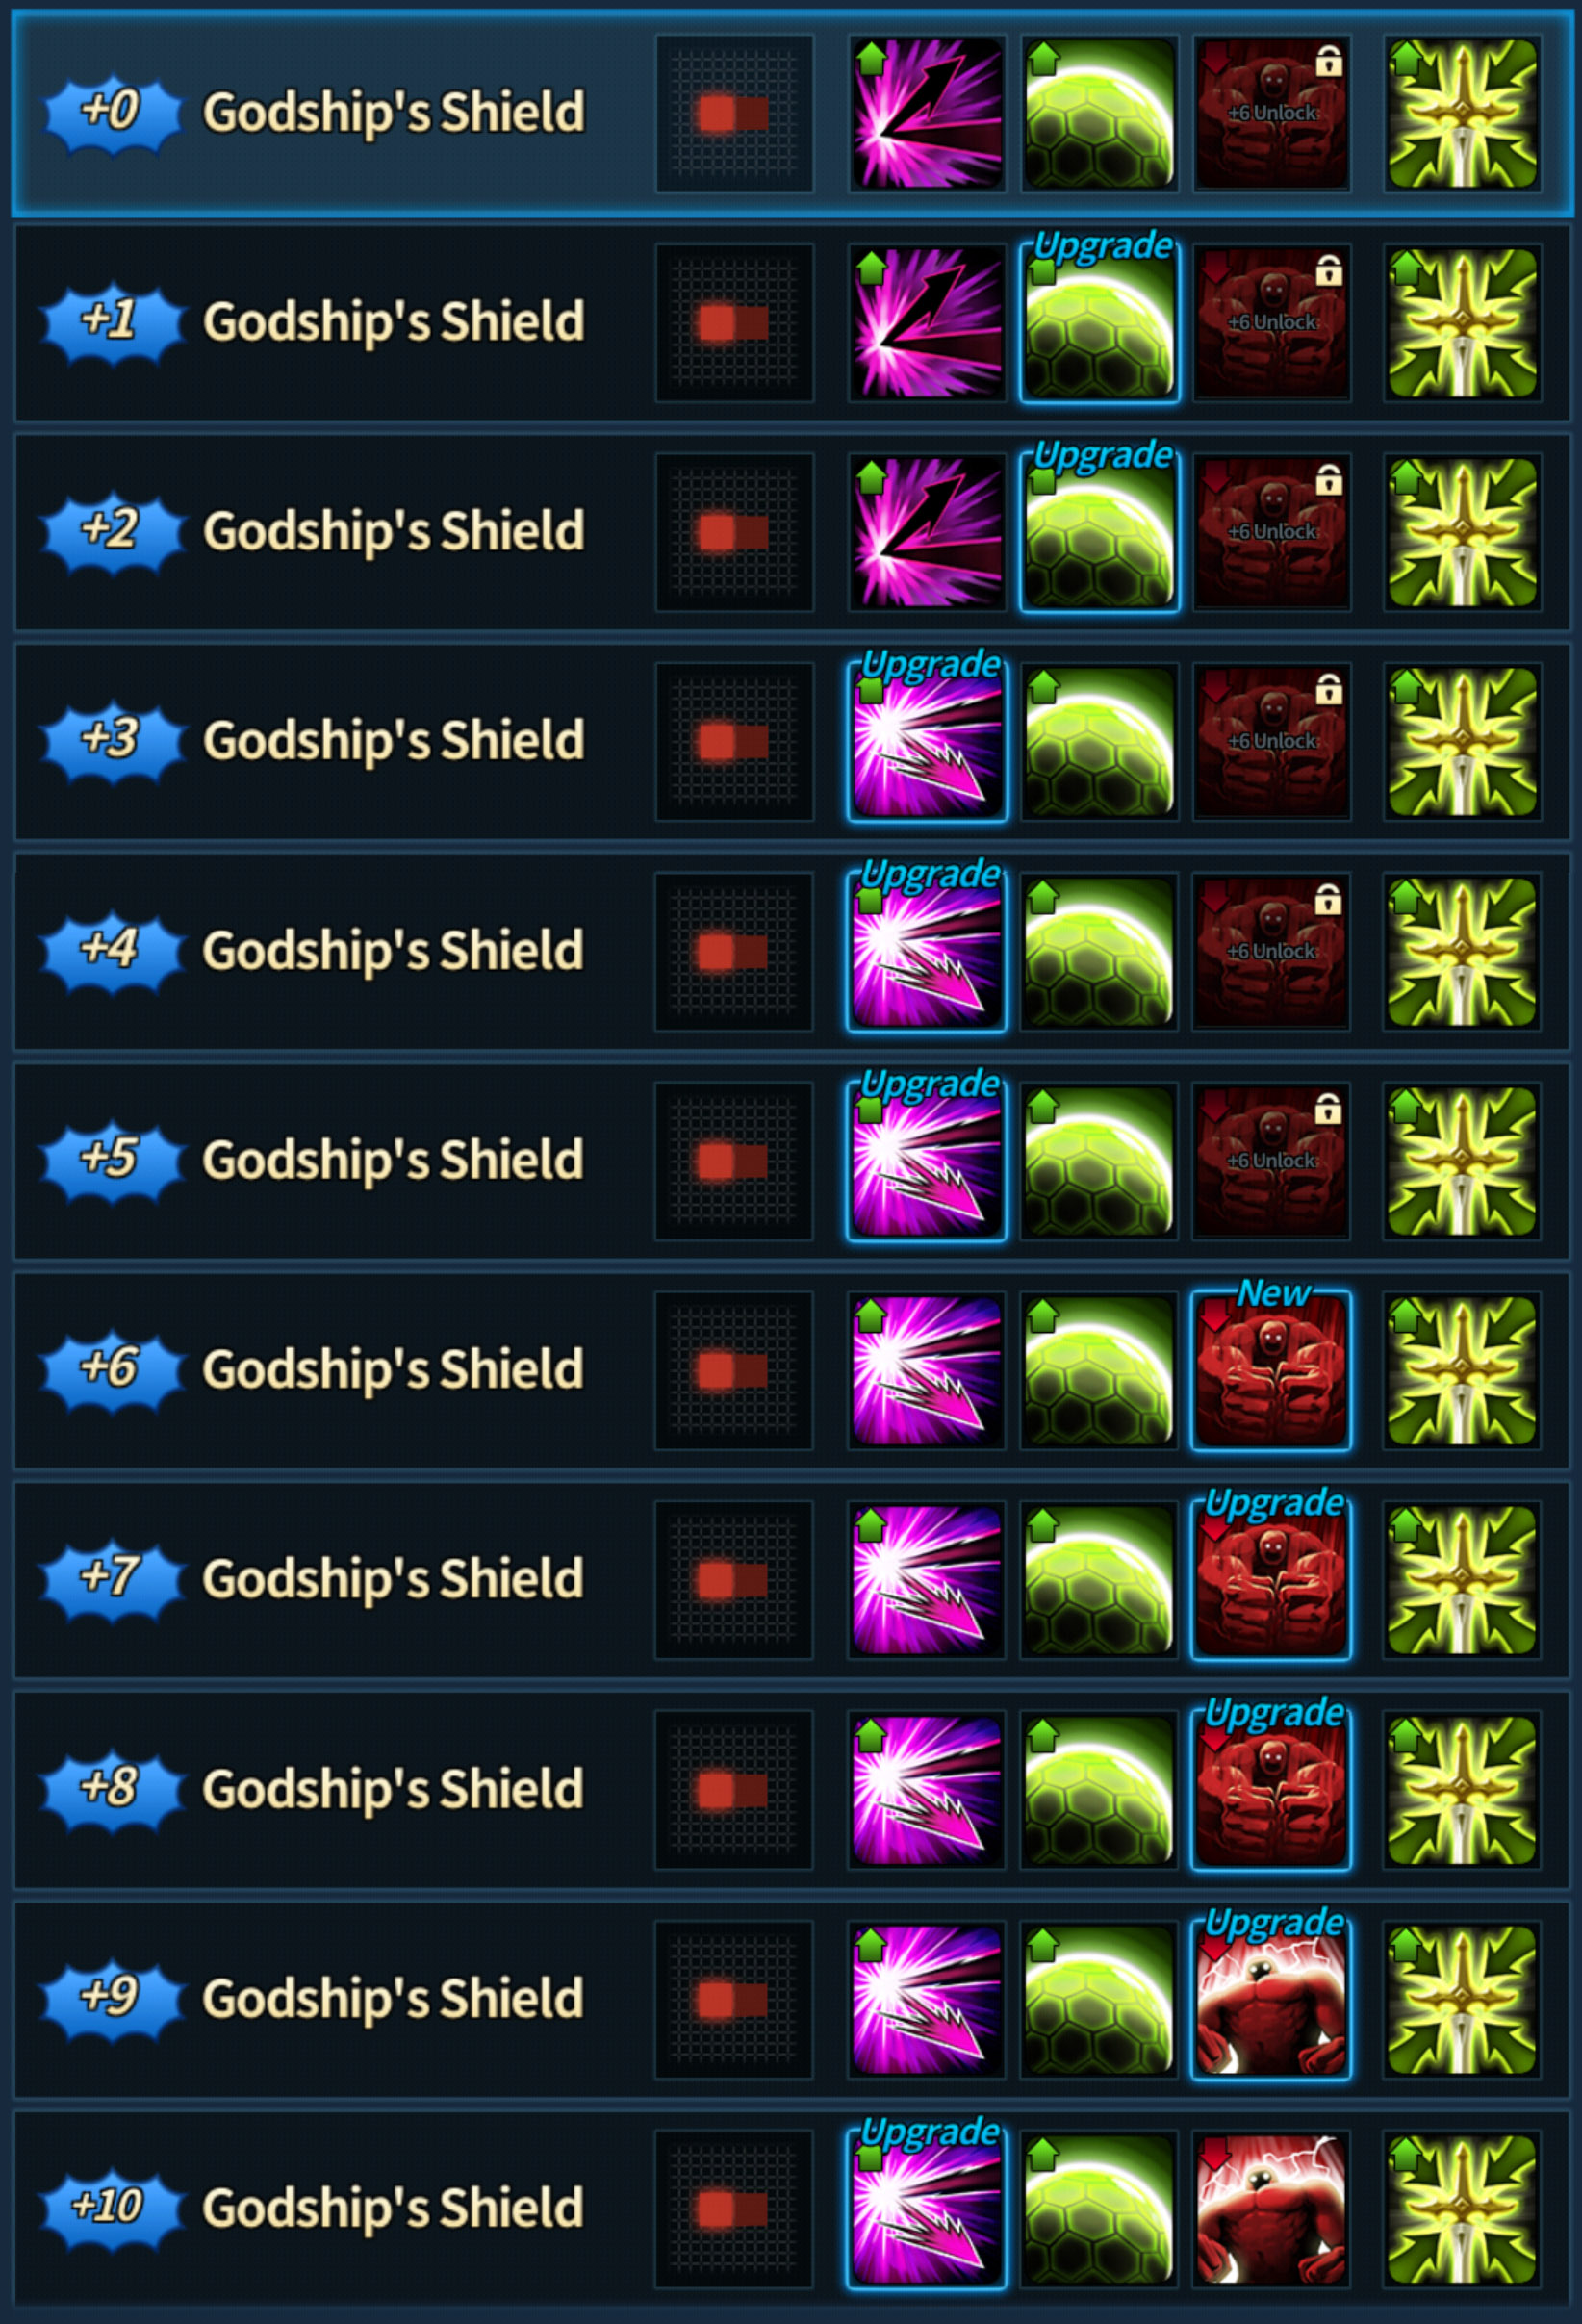 +0 Godship's Shield +6 Unlock
Upgrade
+1 Godship's Shield +6 Unlock
Upgrade
+2 Godship's Shield +6 Unlock
Upgrade
+3 Godship's Shield +6 Unlock
Upgrade
+4 Godship's Shield +6 Unlock
Upgrade
+5 Godship's Shield +6 Unlock
New
+6 Godship's Shield
Upgrade
+7 Godship's Shield
Upgrade
+8 Godship's Shield
Upgrade
+9 Godship's Shield
Upgrade
+10 Godship's Shield